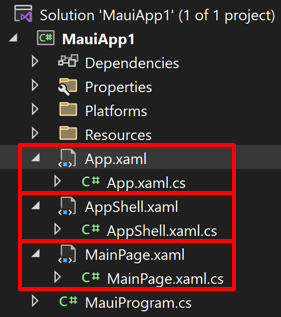 Solution 'MauiApp1' (1 of 1 project)
C# MauiApp1
Dependencies
Properties
Platforms
Resources
App.xaml
C# App.xaml.cs
AppShell.xaml
C# AppShell.xaml.cs
MainPage.xaml
C# MainPage.xaml.cs
C# MauiProgram.cs